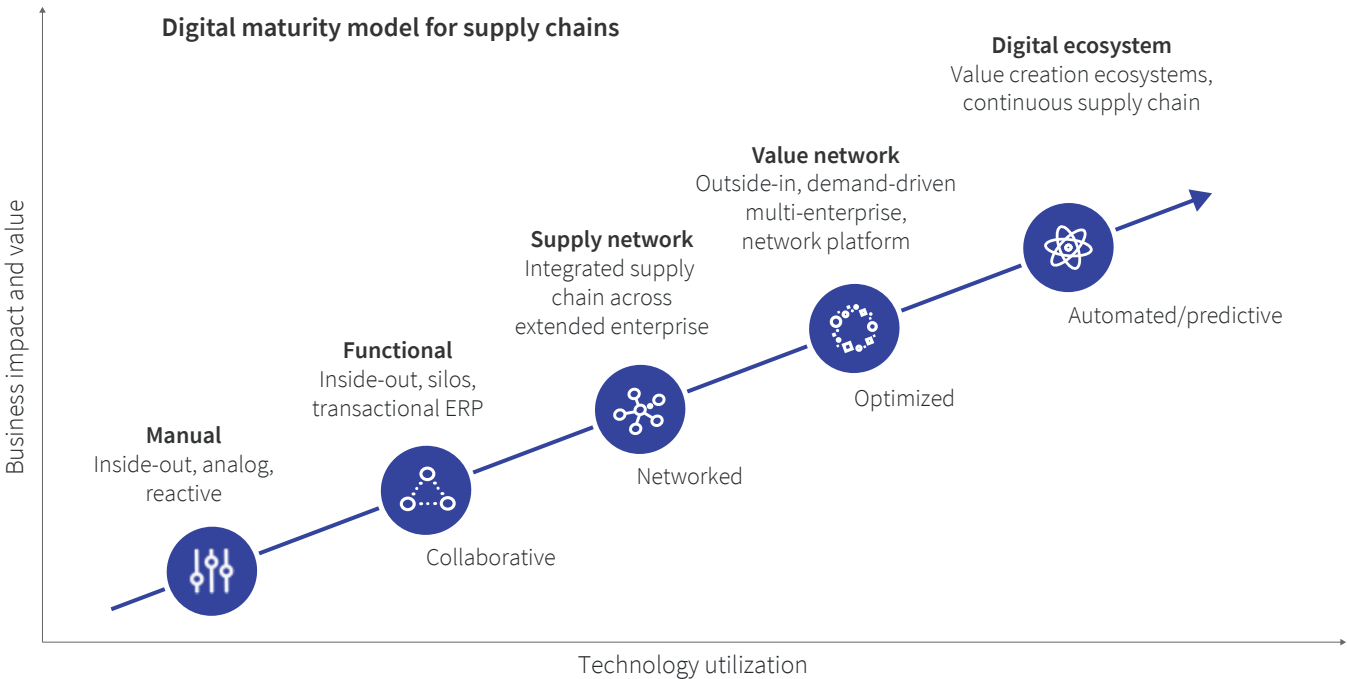 Digital maturity model for supply chains
Digital ecosystem
Value creation ecosystems,
continuous supply chain
Value network
Outside-in, demand-driven
multi-enterprise,
network platform
Supply network
Integrated supply
chain across
extended enterprise
Functional
Inside-out, silos,
transactional ERP
Manual
Inside-out, analog,
reactive
Automated/predictive
Optimized
Networked
Collaborative
Business impact and value
Technology utilization